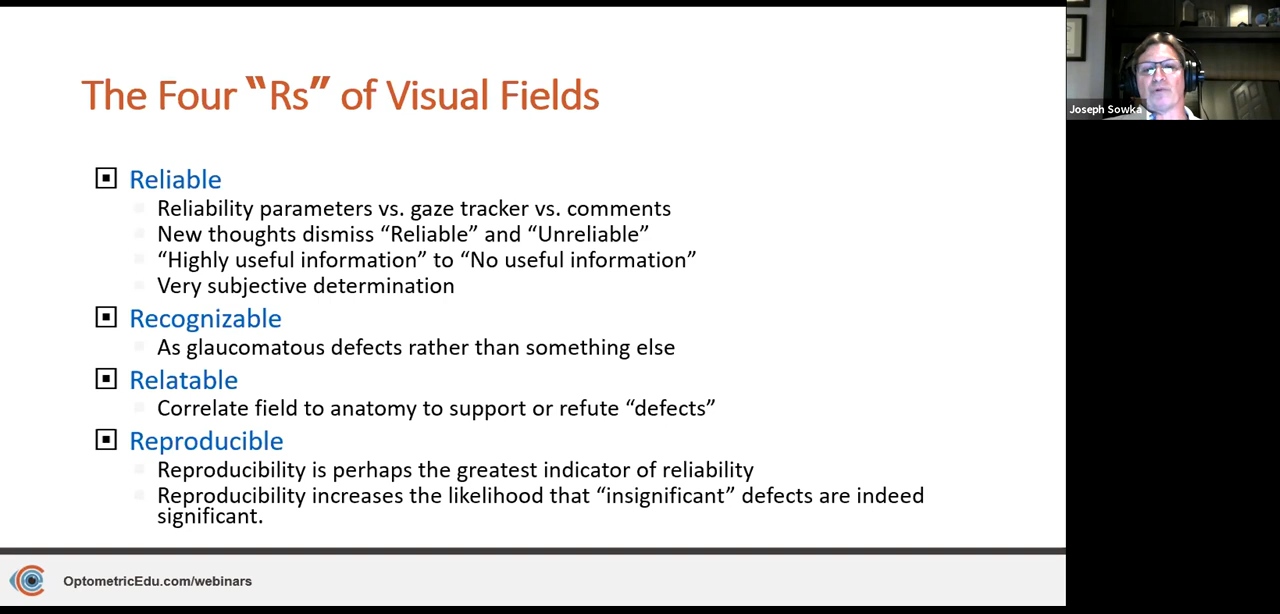 The Four “Rs” of Visual Fields
Reliable
Reliability parameters vs. gaze tracker vs. comments
New thoughts dismiss “Reliable” and “Unreliable”
“Highly useful information” to “No useful information”
Very subjective determination
Recognizable
As glaucomatous defects rather than something else
Relatable
Correlate field to anatomy to support or refute “defects”
Reproducible
Reproducibility is perhaps the greatest indicator of reliability
Reproducibility increases the likelihood that “insignificant” defects are indeed
significant.
OptometricEdu.com/webinars
Joseph Sowka